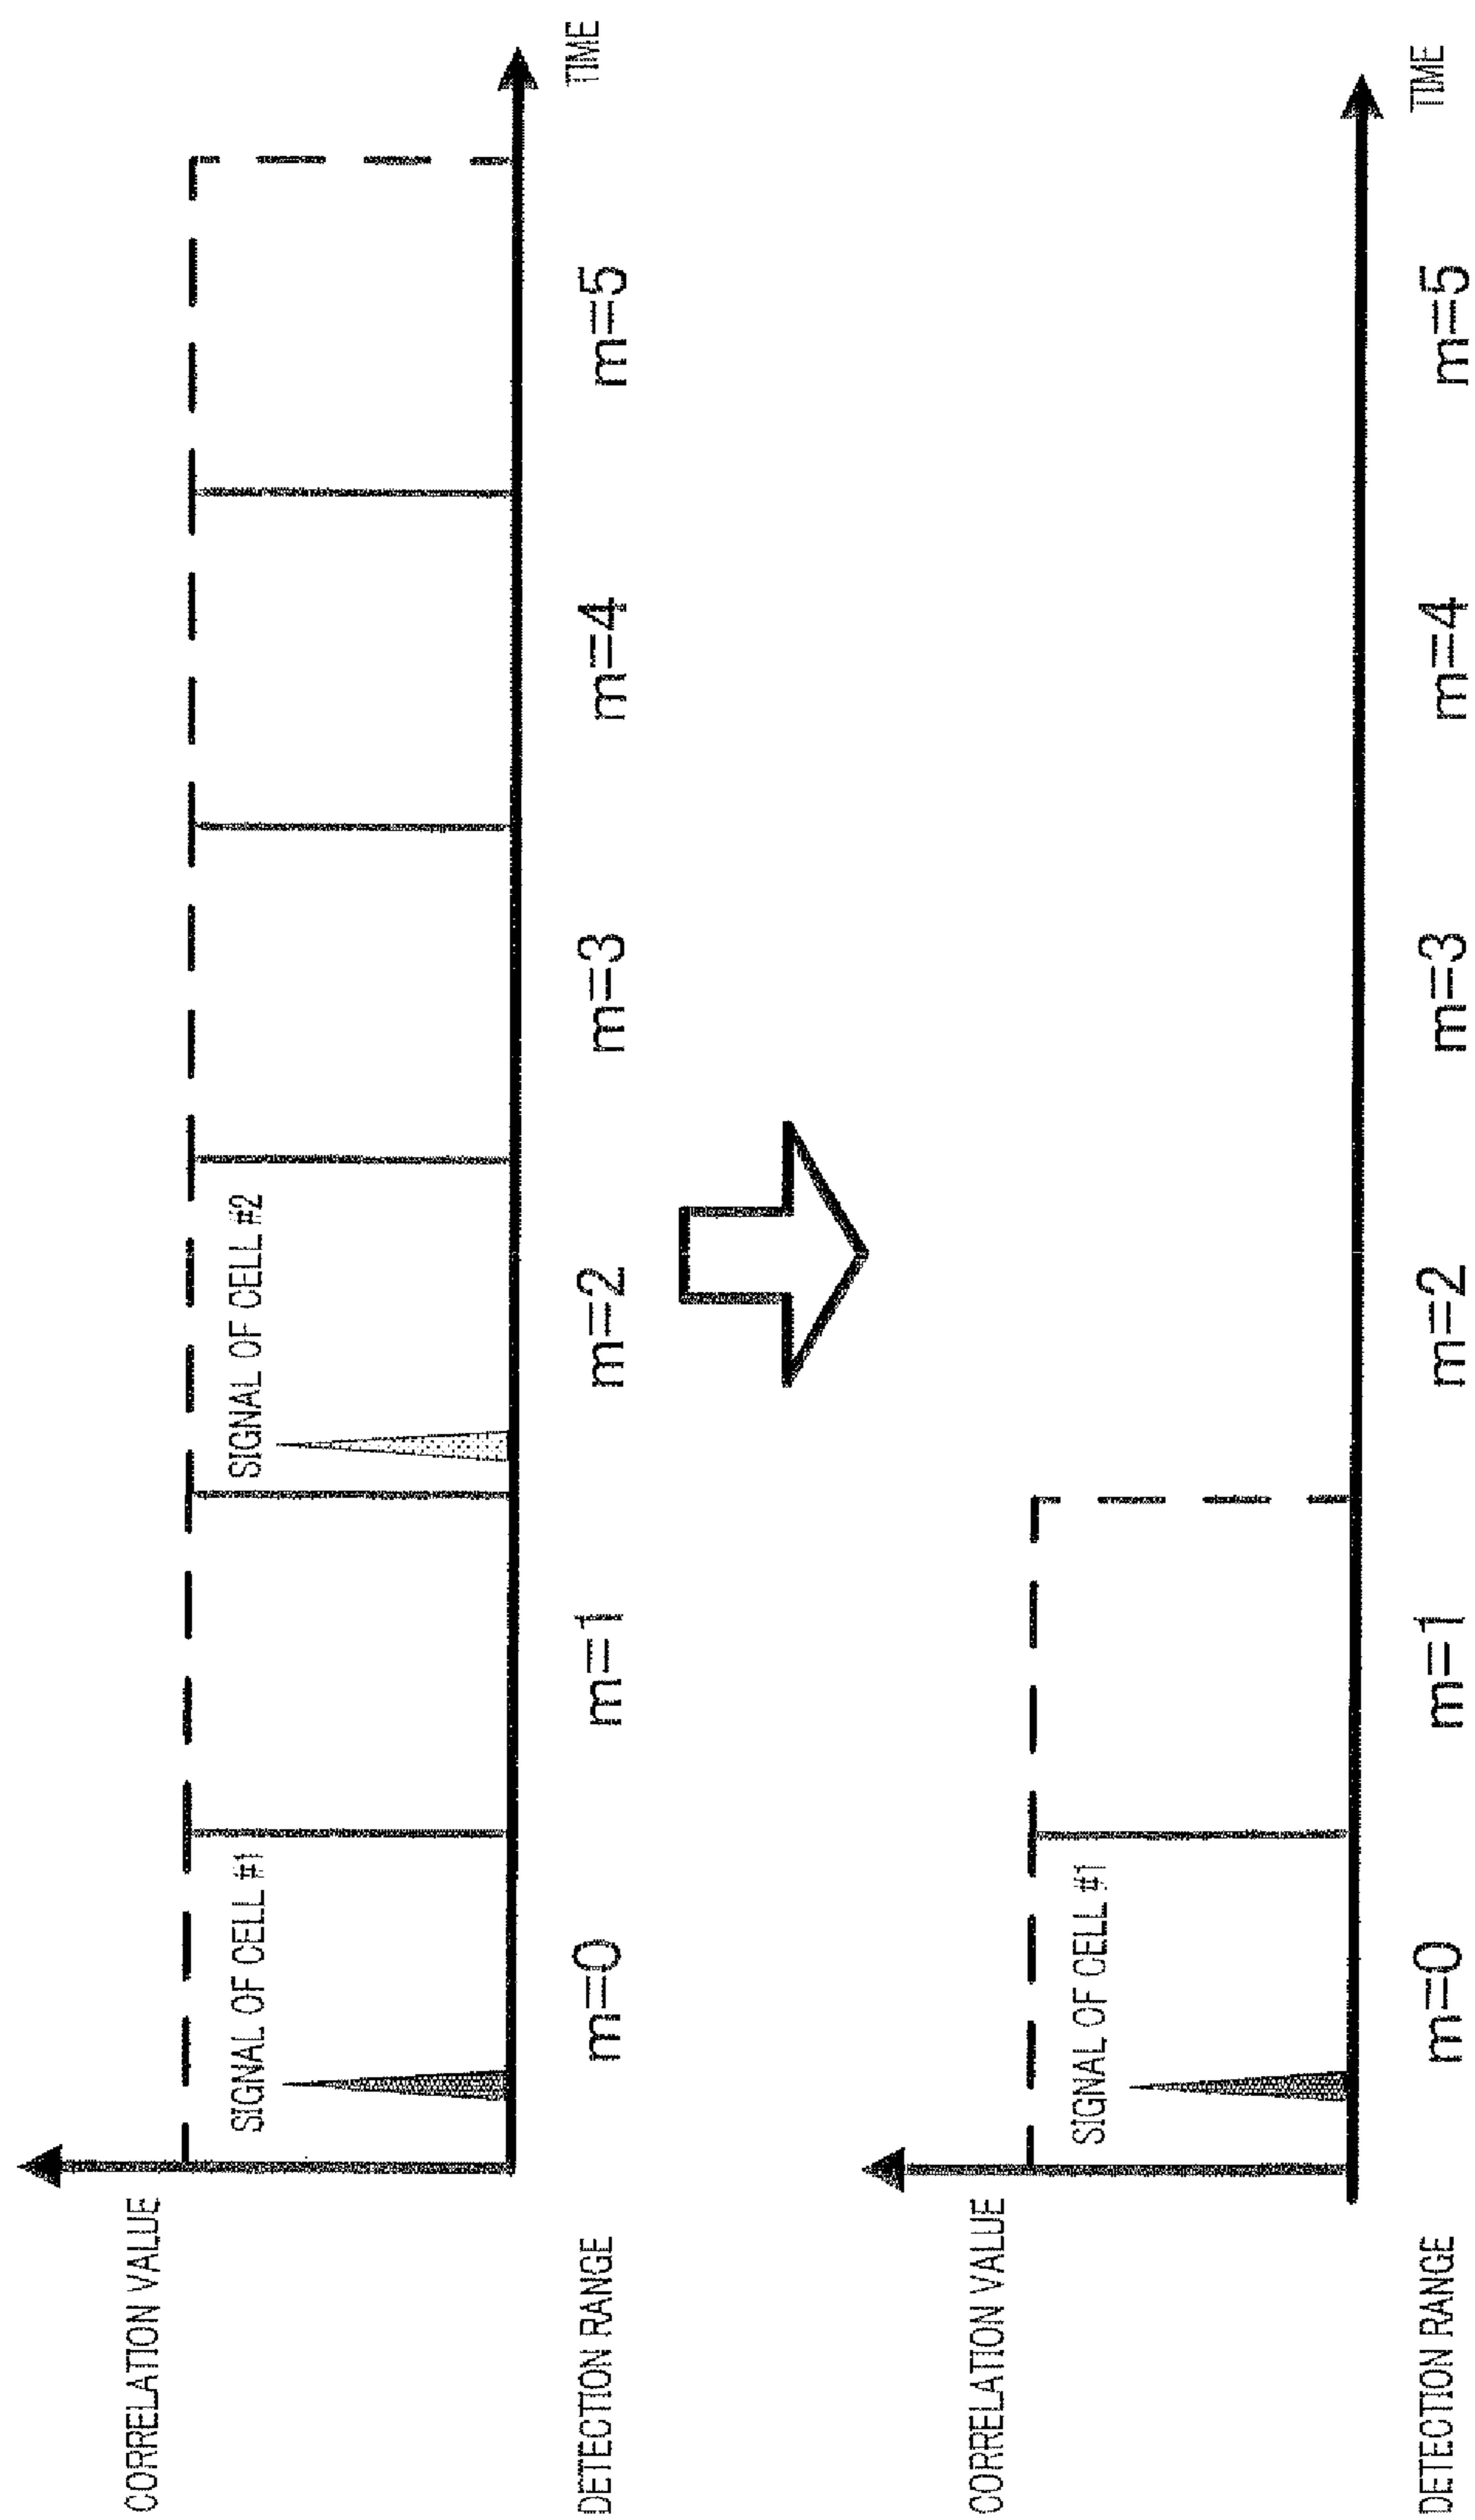 CORRELATION VALUE
SIGNAL OF CELL #1
SIGNAL OF CELL #2
TIME
DETECTION RANGE
m=0
m=1
m=2
m=3
m=4
m=5
CORRELATION VALUE
SIGNAL OF CELL #1
TIME
DETECTION RANGE
m=0
m=1
m=2
m=3
m=4
m=5